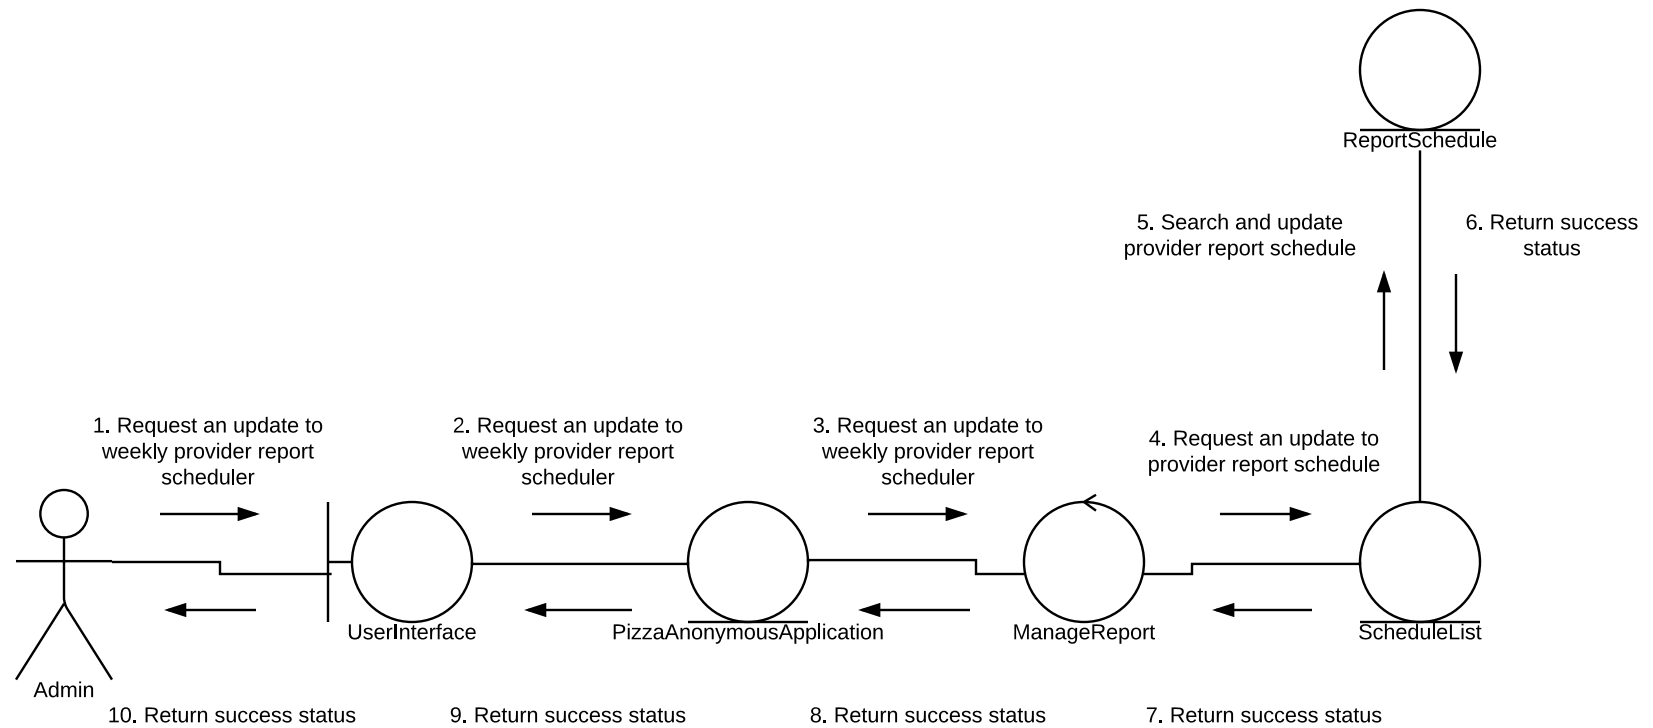 ReportSchedule
5. Search and update
provider report schedule
6. Return success
status
1. Request an update to
weekly provider report
scheduler
2. Request an update to
weekly provider report
scheduler
3. Request an update to
weekly provider report
scheduler
4. Request an update to
provider report schedule
UserInterface
PizzaAnonymousApplication
ManageReport
ScheduleList
Admin
10. Return success status
9. Return success status
8. Return success status
7. Return success status